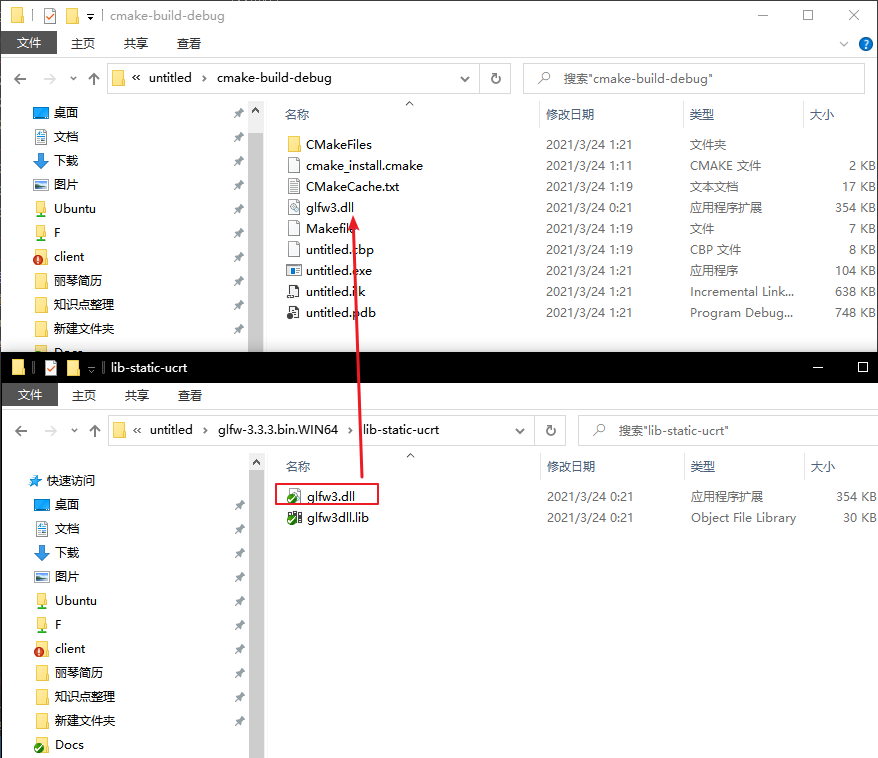 cmake-build-debug
文件 主页 共享 查看
« untitled › cmake-build-debug 搜索"cmake-build-debug"
名称 修改日期 类型 大小
桌面
文档
下载
图片
Ubuntu
F
client
丽琴简历
知识点整理
新建文件夹
Docs
CMakeFiles 2021/3/24 1:21 文件夹
cmake_install.cmake 2021/3/24 1:11 CMAKE 文件 2 KB
CMakeCache.txt 2021/3/24 1:19 文本文档 17 KB
glfw3.dll 2021/3/24 0:21 应用程序扩展 354 KB
Makefile 2021/3/24 1:19 文件 7 KB
untitled.cbp 2021/3/24 1:19 CBP 文件 8 KB
untitled.exe 2021/3/24 1:21 应用程序 104 KB
untitled.ilk 2021/3/24 1:21 Incremental Link... 638 KB
untitled.pdb 2021/3/24 1:21 Program Debug... 748 KB
lib-static-ucrt
文件 主页 共享 查看
« untitled › glfw-3.3.3.bin.WIN64 › lib-static-ucrt 搜索"lib-static-ucrt"
名称 修改日期 类型 大小
快速访问
桌面
文档
下载
图片
Ubuntu
F
client
丽琴简历
知识点整理
新建文件夹
Docs
glfw3.dll 2021/3/24 0:21 应用程序扩展 354 KB
glfw3dll.lib 2021/3/24 0:21 Object File Library 30 KB